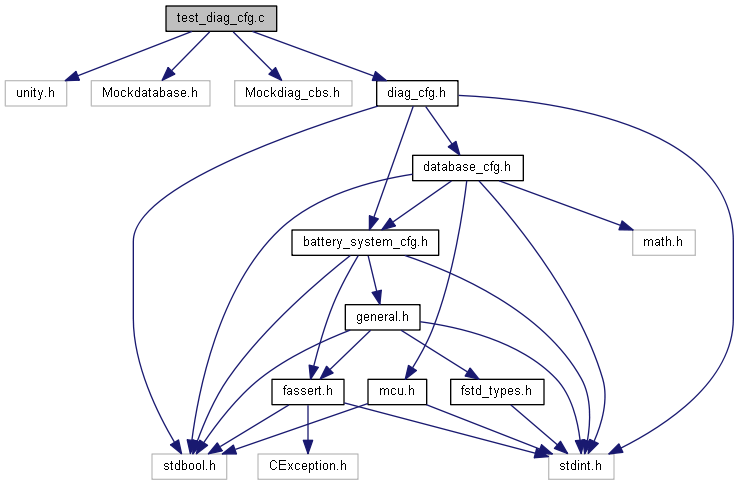 test_diag_cfg.c
unity.h
Mockdatabase.h
Mockdiag_cbs.h
diag_cfg.h
database_cfg.h
battery_system_cfg.h
math.h
general.h
fassert.h
mcu.h
fstd_types.h
stdbool.h
CException.h
stdint.h